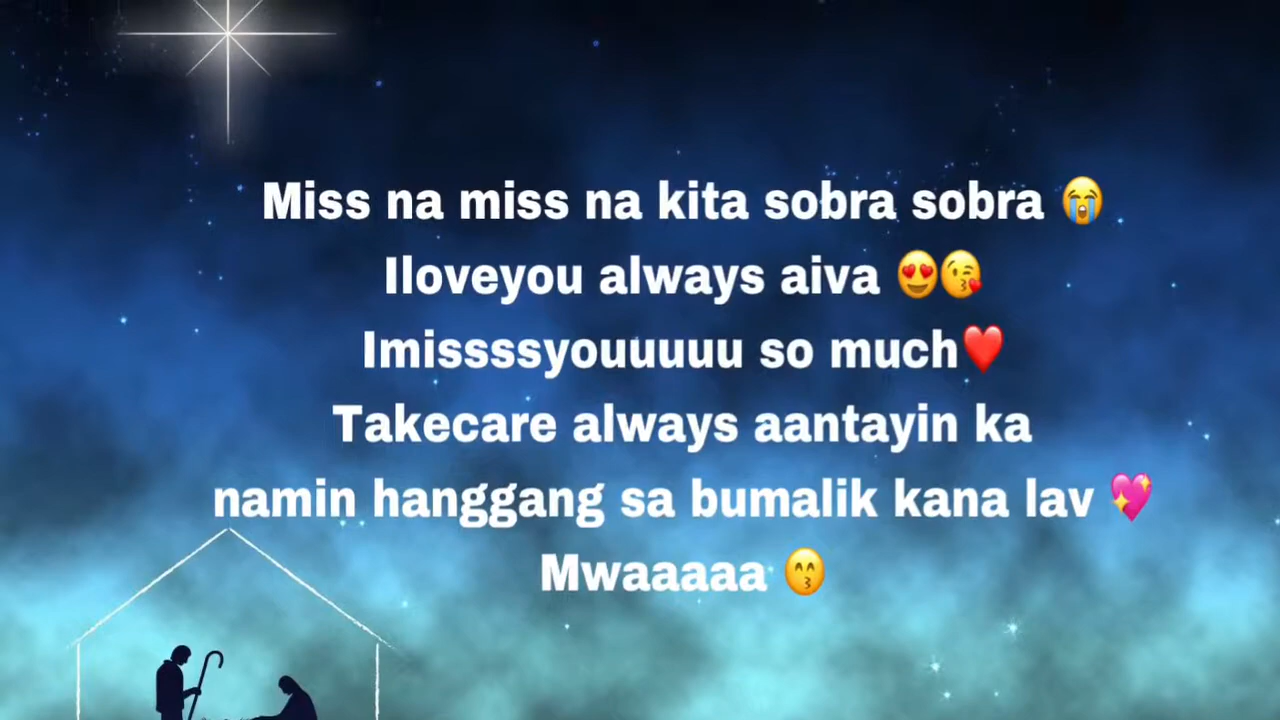 Miss na miss na kita sobra sobra 😭
Iloveyou always aiva 😍😘
Imissssyouuuuu so much❤️
Takecare always aantayin ka
namin hanggang sa bumalik kana lav 💖
Mwaaaaa 😙